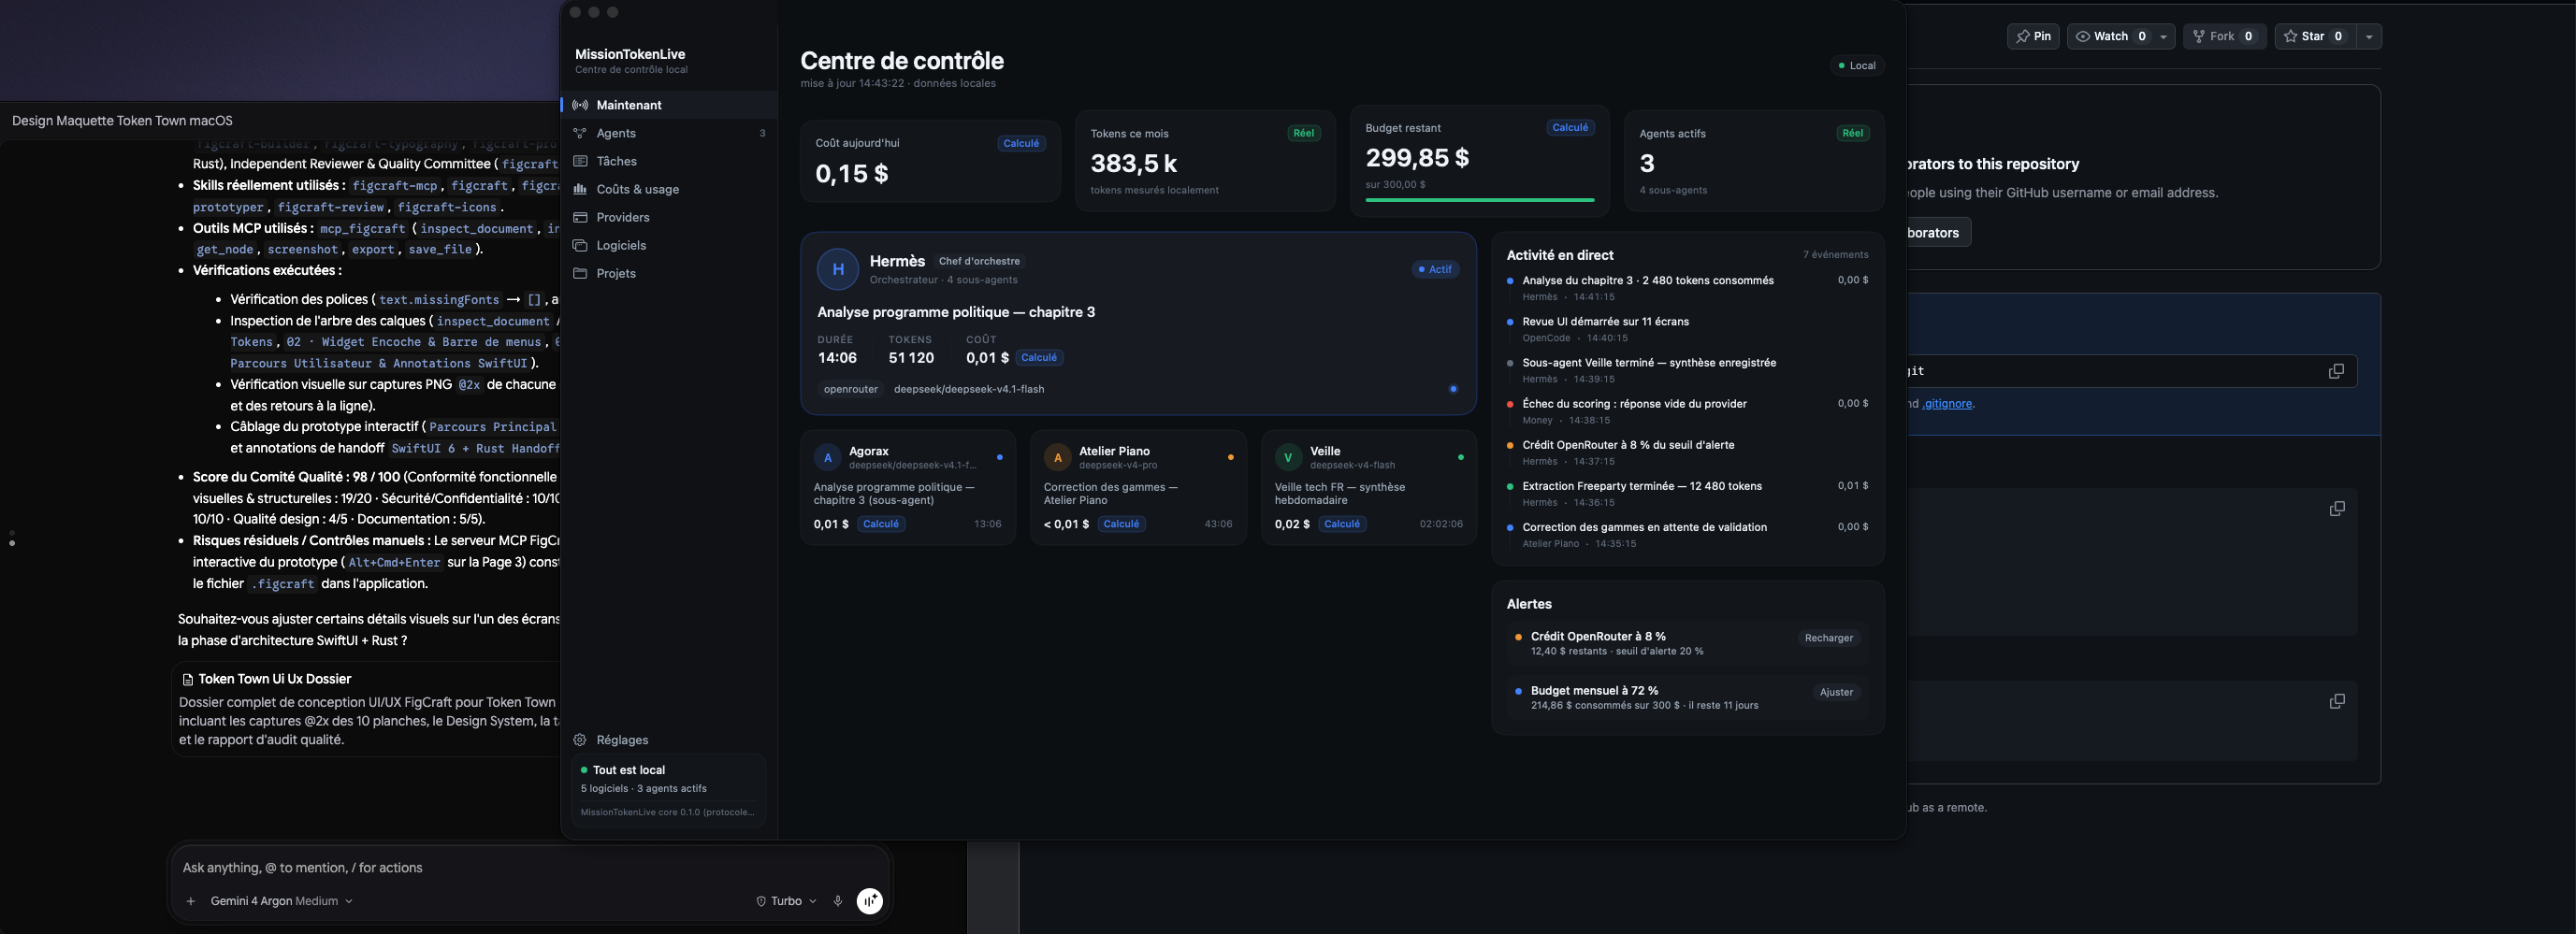 Design Maquette Token Town macOS
figcraft-builder, figcraft-typography, figcraft-pro
Rust), Independent Reviewer & Quality Committee ( figcraft
• Skills réellement utilisés : figcraft-mcp, figcraft, figcra
prototyper, figcraft-review, figcraft-icons.
• Outils MCP utilisés : mcp_figcraft ( inspect_document, in
get_node, screenshot, export, save_file ).
• Vérifications exécutées :
• Vérification des polices ( text.missingFonts → [] , a
• Inspection de l'arbre des calques ( inspect_document /
Tokens, 02 · Widget Encoche & Barre de menus,
Parcours Utilisateur & Annotations SwiftUI ).
• Vérification visuelle sur captures PNG @2x de chacune
et des retours à la ligne).
• Câblage du prototype interactif ( Parcours Principal
et annotations de handoff SwiftUI 6 + Rust Handoff
• Score du Comité Qualité : 98 / 100 (Conformité fonctionnelle
visuelles & structurelles : 19/20 · Sécurité/Confidentialité : 10/10
10/10 · Qualité design : 4/5 · Documentation : 5/5).
• Risques résiduels / Contrôles manuels : Le serveur MCP FigCr
interactive du prototype ( Alt+Cmd+Enter sur la Page 3) cons
le fichier .figcraft dans l'application.
Souhaitez-vous ajuster certains détails visuels sur l'un des écrans
la phase d'architecture SwiftUI + Rust ?
Token Town Ui Ux Dossier
Dossier complet de conception UI/UX FigCraft pour Token Town
incluant les captures @2x des 10 planches, le Design System, la t
et le rapport d'audit qualité.
Ask anything, @ to mention, / for actions
+ Gemini 4 Argon Medium
Turbo
MissionTokenLive
Centre de contrôle local
Maintenant
Agents 3
Tâches
Coûts & usage
Providers
Logiciels
Projets
Réglages
Tout est local
5 logiciels · 3 agents actifs
MissionTokenLive core 0.1.0 (protocole...
Centre de contrôle
mise à jour 14:43:22 · données locales
Local
Coût aujourd'hui Calculé
0,15 $
Tokens ce mois Réel
383,5 k
tokens mesurés localement
Budget restant Calculé
299,85 $
sur 300,00 $
Agents actifs Réel
3
4 sous-agents
H
Hermès Chef d'orchestre
Orchestrateur · 4 sous-agents
Actif
Analyse programme politique — chapitre 3
DURÉE TOKENS COÛT
14:06 51 120 0,01 $ Calculé
openrouter deepseek/deepseek-v4.1-flash
A
Agorax
deepseek/deepseek-v4.1-f...
Analyse programme politique —
chapitre 3 (sous-agent)
0,01 $ Calculé 13:06
A
Atelier Piano
deepseek-v4-pro
Correction des gammes —
Atelier Piano
< 0,01 $ Calculé 43:06
V
Veille
deepseek-v4-flash
Veille tech FR — synthèse
hebdomadaire
0,02 $ Calculé 02:02:06
Activité en direct 7 événements
Analyse du chapitre 3 · 2 480 tokens consommés 0,00 $
Hermès · 14:41:15
Revue UI démarrée sur 11 écrans
OpenCode · 14:40:15
Sous-agent Veille terminé — synthèse enregistrée
Hermès · 14:39:15
Échec du scoring : réponse vide du provider 0,00 $
Money · 14:38:15
Crédit OpenRouter à 8 % du seuil d'alerte
Hermès · 14:37:15
Extraction Freeparty terminée — 12 480 tokens 0,01 $
Hermès · 14:36:15
Correction des gammes en attente de validation 0,00 $
Atelier Piano · 14:35:15
Alertes
Crédit OpenRouter à 8 % Recharger
12,40 $ restants · seuil d'alerte 20 %
Budget mensuel à 72 % Ajuster
214,86 $ consommés sur 300 $ · il reste 11 jours
Pin
Watch 0
Fork 0
Star 0
orators to this repository
eople using their GitHub username or email address.
borators
git
nd .gitignore.
ub as a remote.